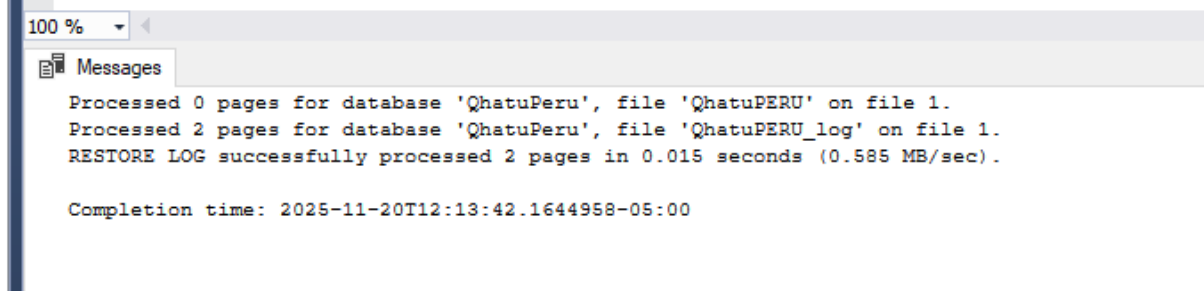 100 %
Messages
Processed 0 pages for database 'QhatuPeru', file 'QhatuPERU' on file 1.
Processed 2 pages for database 'QhatuPeru', file 'QhatuPERU_log' on file 1.
RESTORE LOG successfully processed 2 pages in 0.015 seconds (0.585 MB/sec).
Completion time: 2025-11-20T12:13:42.1644958-05:00